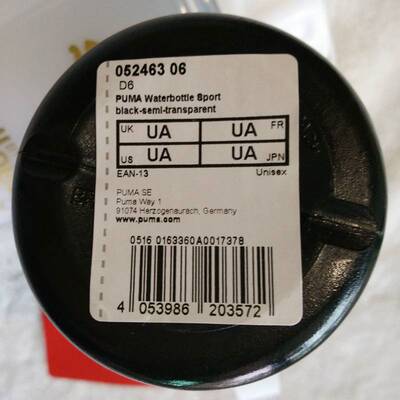 052463 06
D6
PUMA Waterbottle Sport
black-semi-transparent
UK UA UA FR
US UA UA JPN
EAN-13 Unisex
PUMA SE
Puma Way 1
91074 Herzogenaurach, Germany
www.puma.com
0516 0163360A0017378
4 053986 203572